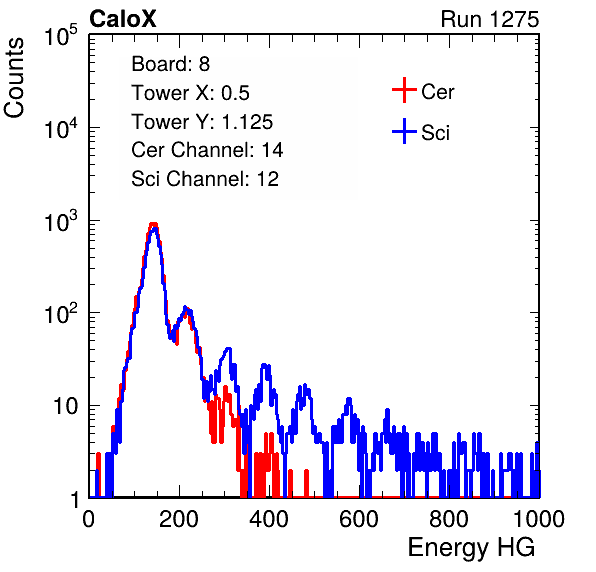 CaloX Run 1275
Counts
10^5
10^4
10^3
10^2
10
1
Board: 8
Tower X: 0.5
Tower Y: 1.125
Cer Channel: 14
Sci Channel: 12
Cer
Sci
0 200 400 600 800 1000
Energy HG